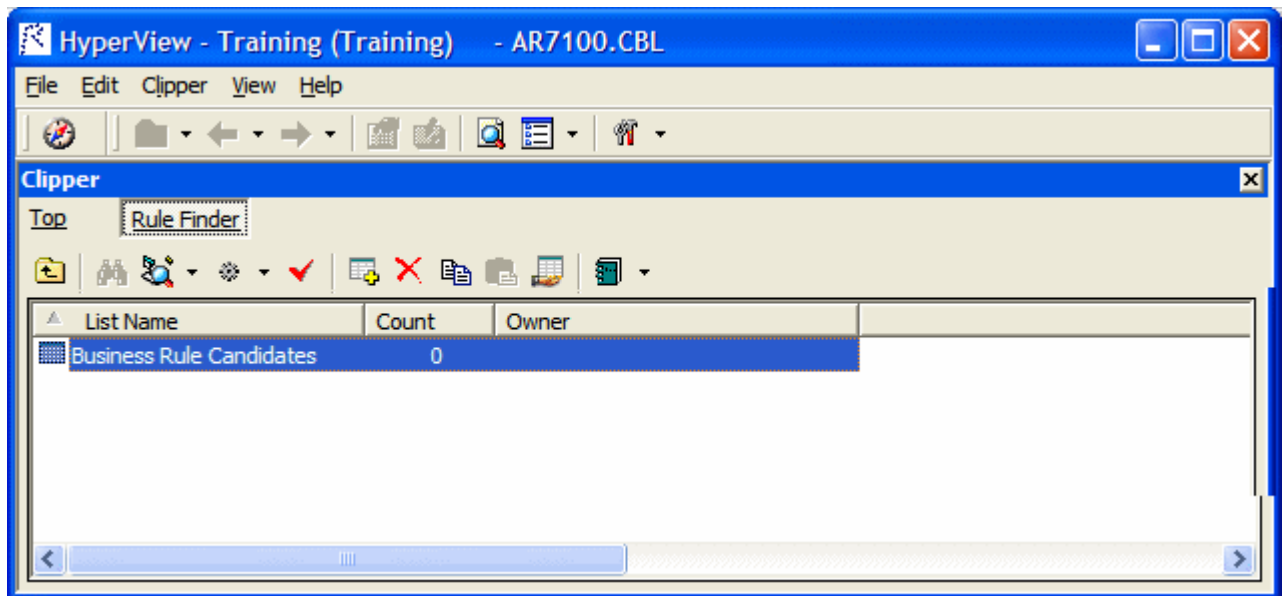 HyperView - Training (Training) - AR7100.CBL
File Edit Clipper View Help
Clipper
Top Rule Finder
List Name Count Owner
Business Rule Candidates 0